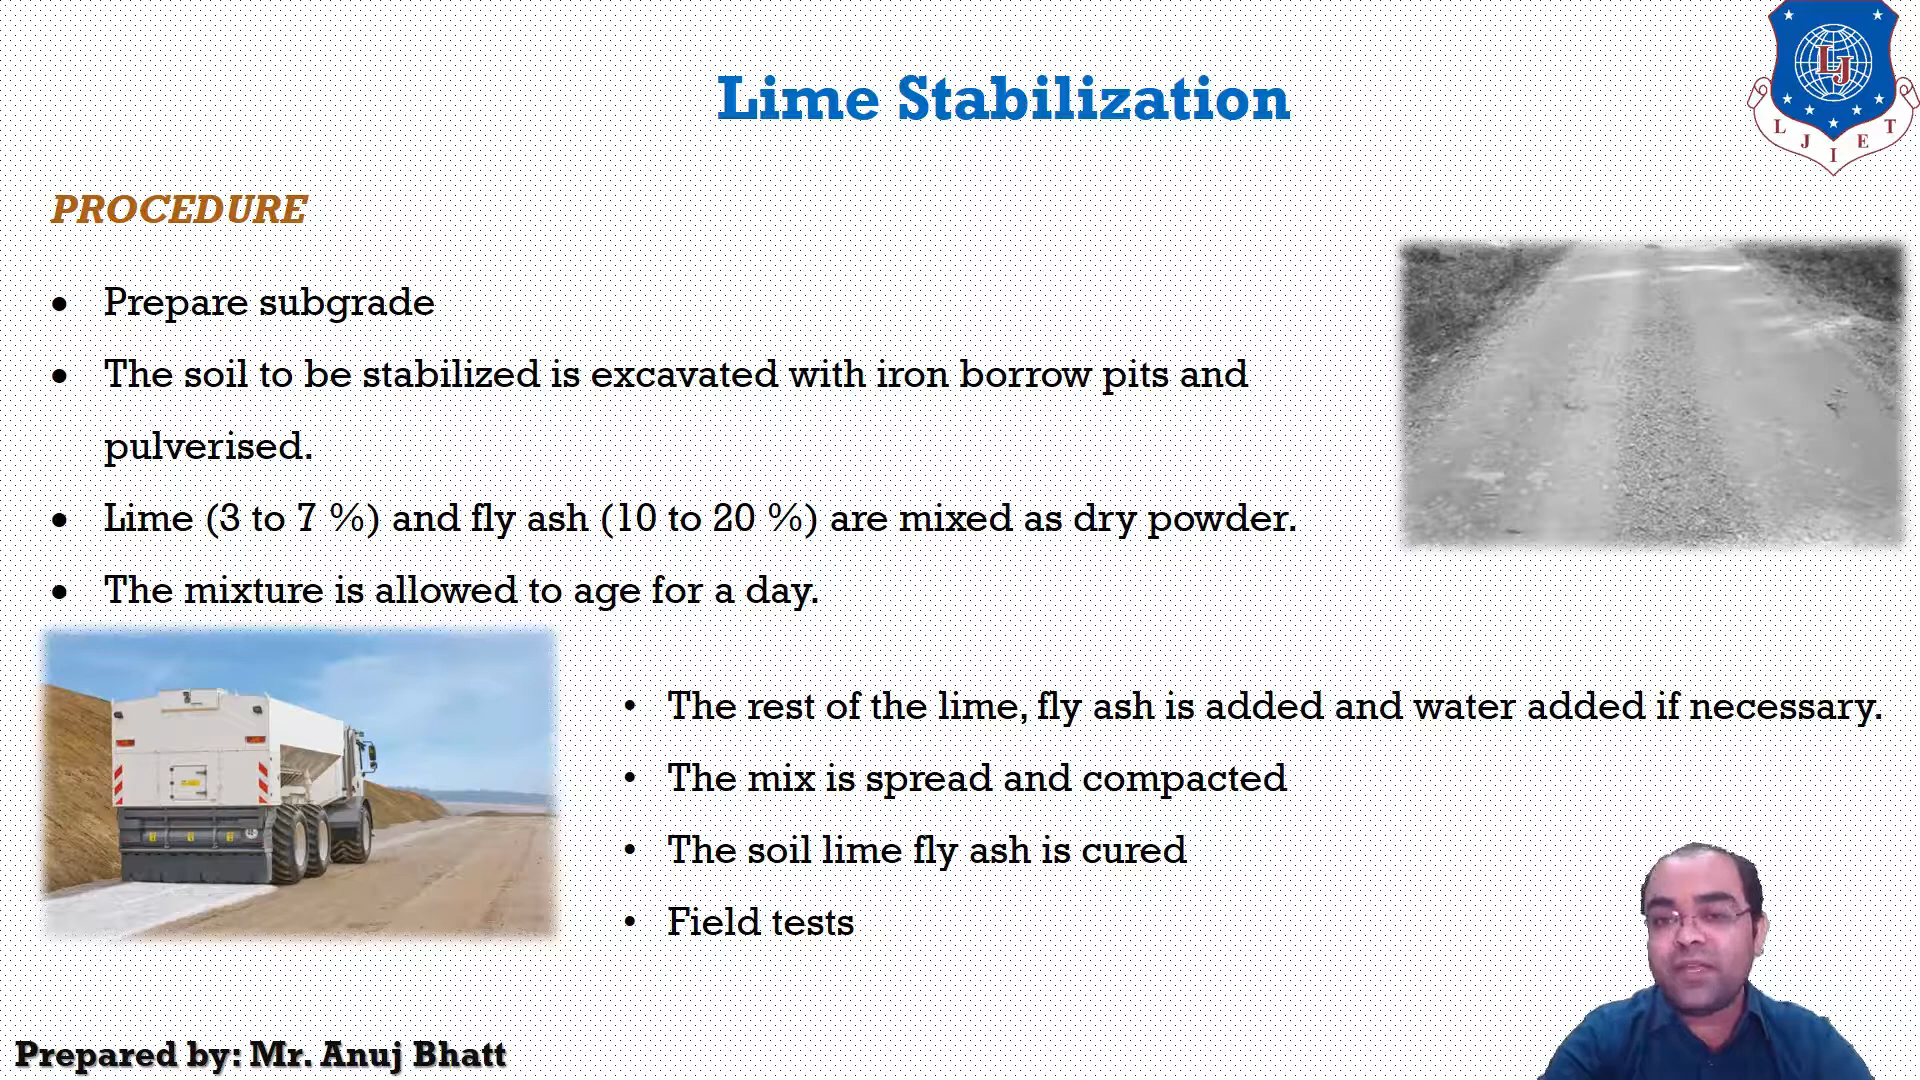 Lime Stabilization
LJ
L J I E T
PROCEDURE
• Prepare subgrade
• The soil to be stabilized is excavated with iron borrow pits and
pulverised.
• Lime (3 to 7 %) and fly ash (10 to 20 %) are mixed as dry powder.
• The mixture is allowed to age for a day.
• The rest of the lime, fly ash is added and water added if necessary.
• The mix is spread and compacted
• The soil lime fly ash is cured
• Field tests
Prepared by: Mr. Anuj Bhatt